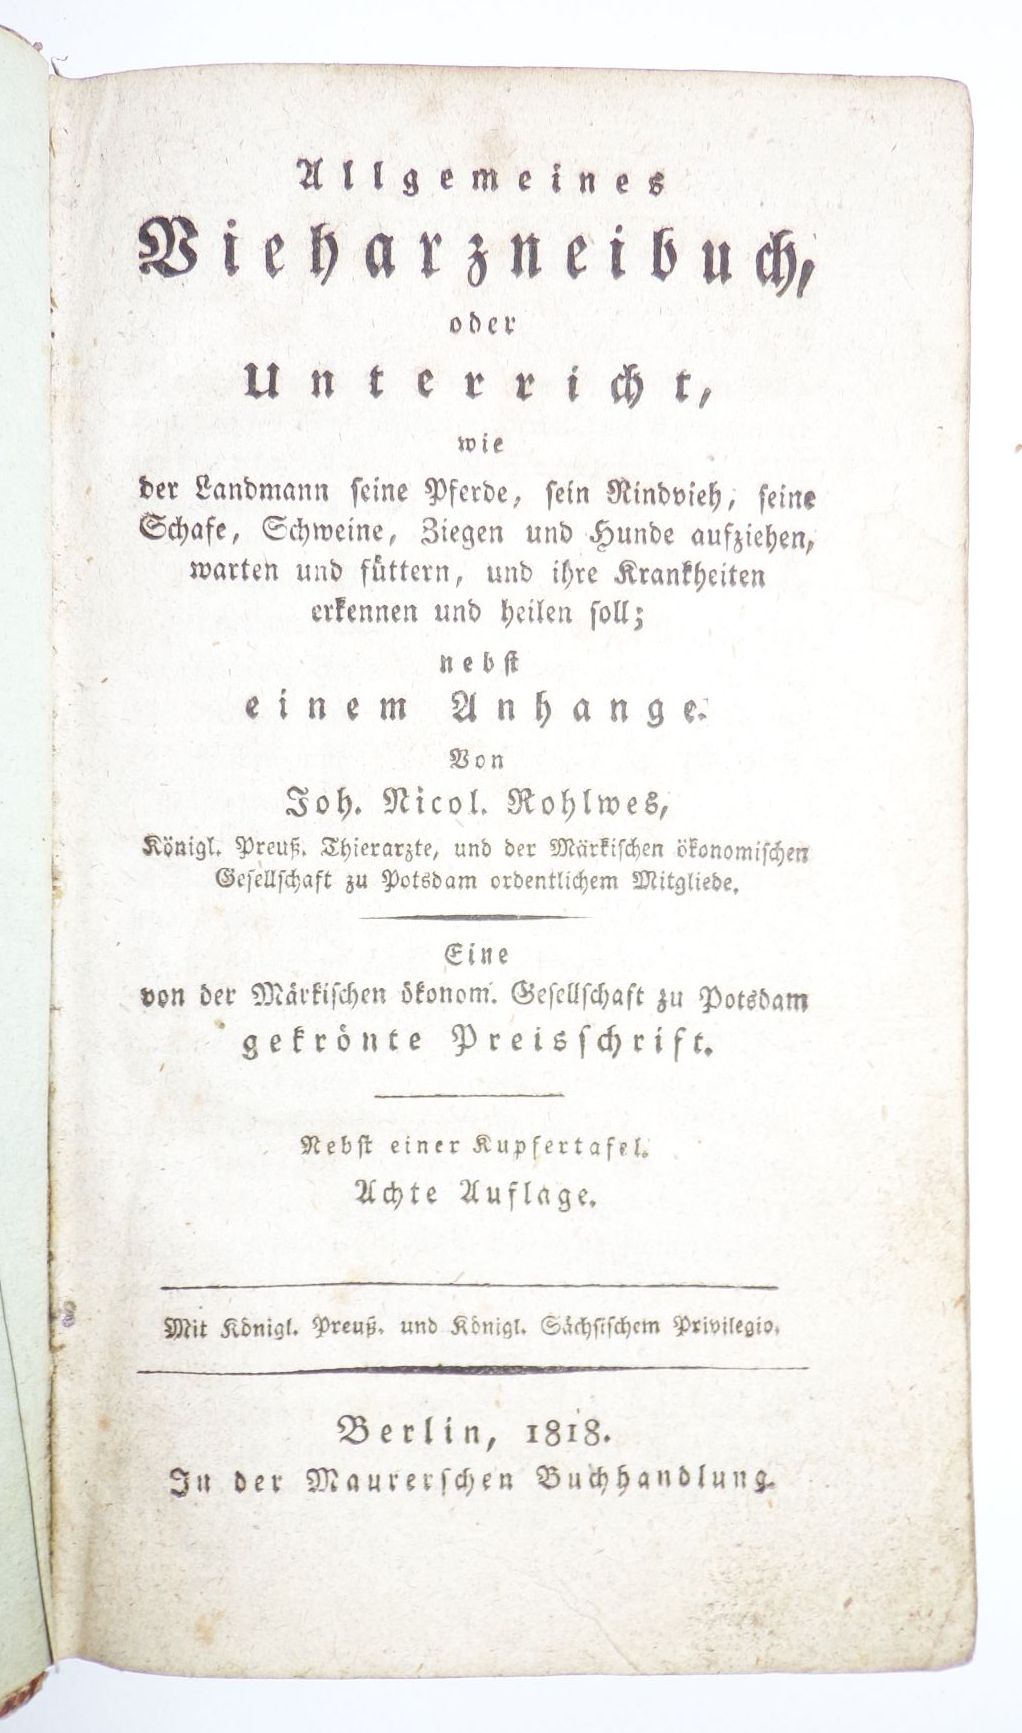 Allgemeines
Vieharzneibuch,
oder
Unterricht,
wie
der Landmann seine Pferde, sein Rindvieh, seine
Schafe, Schweine, Ziegen und Hunde aufziehen,
warten und füttern, und ihre Krankheiten
erkennen und heilen soll;
nebst
einem Anhange.
Von
Joh. Nicol. Rohlwes,
Königl. Preuß. Thierarzte, und der Märkischen ökonomischen
Gesellschaft zu Potsdam ordentlichem Mitgliede.
Eine
von der Märkischen ökonom. Gesellschaft zu Potsdam
gekrönte Preisschrift.
Nebst einer Kupfertafel.
Achte Auflage.
Mit Königl. Preuß. und Königl. Sächsischem Privilegio.
Berlin, 1818.
In der Maurerschen Buchhandlung.